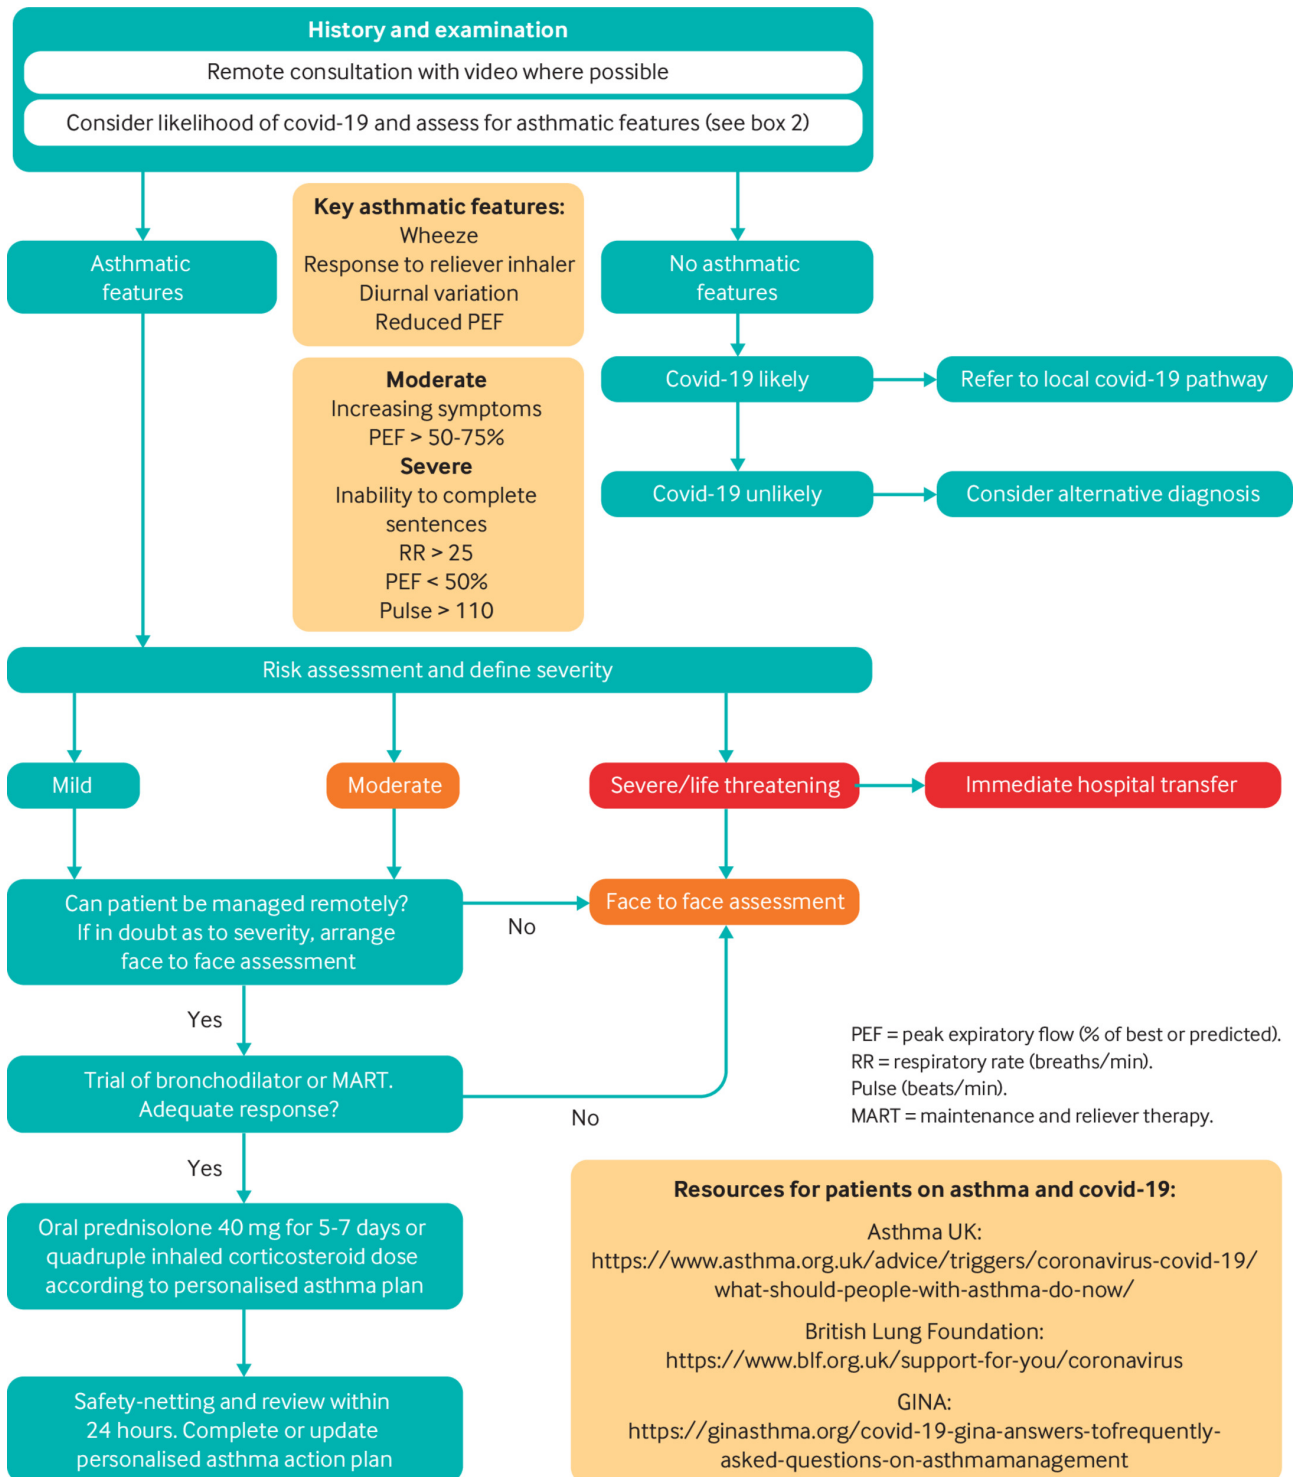 History and examination
Remote consultation with video where possible
Consider likelihood of covid-19 and assess for asthmatic features (see box 2)
Asthmatic
features
Key asthmatic features:
Wheeze
Response to reliever inhaler
Diurnal variation
Reduced PEF
No asthmatic
features
Covid-19 likely
Refer to local covid-19 pathway
Moderate
Increasing symptoms
PEF > 50-75%
Severe
Inability to complete
sentences
RR > 25
PEF < 50%
Pulse > 110
Covid-19 unlikely
Consider alternative diagnosis
Risk assessment and define severity
Mild
Moderate
Severe/life threatening
Immediate hospital transfer
Can patient be managed remotely?
If in doubt as to severity, arrange
face to face assessment
No
Face to face assessment
Yes
Trial of bronchodilator or MART.
Adequate response?
No
PEF = peak expiratory flow (% of best or predicted).
RR = respiratory rate (breaths/min).
Pulse (beats/min).
MART = maintenance and reliever therapy.
Yes
Oral prednisolone 40 mg for 5-7 days or
quadruple inhaled corticosteroid dose
according to personalised asthma plan
Safety-netting and review within
24 hours. Complete or update
personalised asthma action plan
Resources for patients on asthma and covid-19:
Asthma UK:
https://www.asthma.org.uk/advice/triggers/coronavirus-covid-19/
what-should-people-with-asthma-do-now/
British Lung Foundation:
https://www.blf.org.uk/support-for-you/coronavirus
GINA:
https://ginasthma.org/covid-19-gina-answers-tofrequently-
asked-questions-on-asthmamanagement